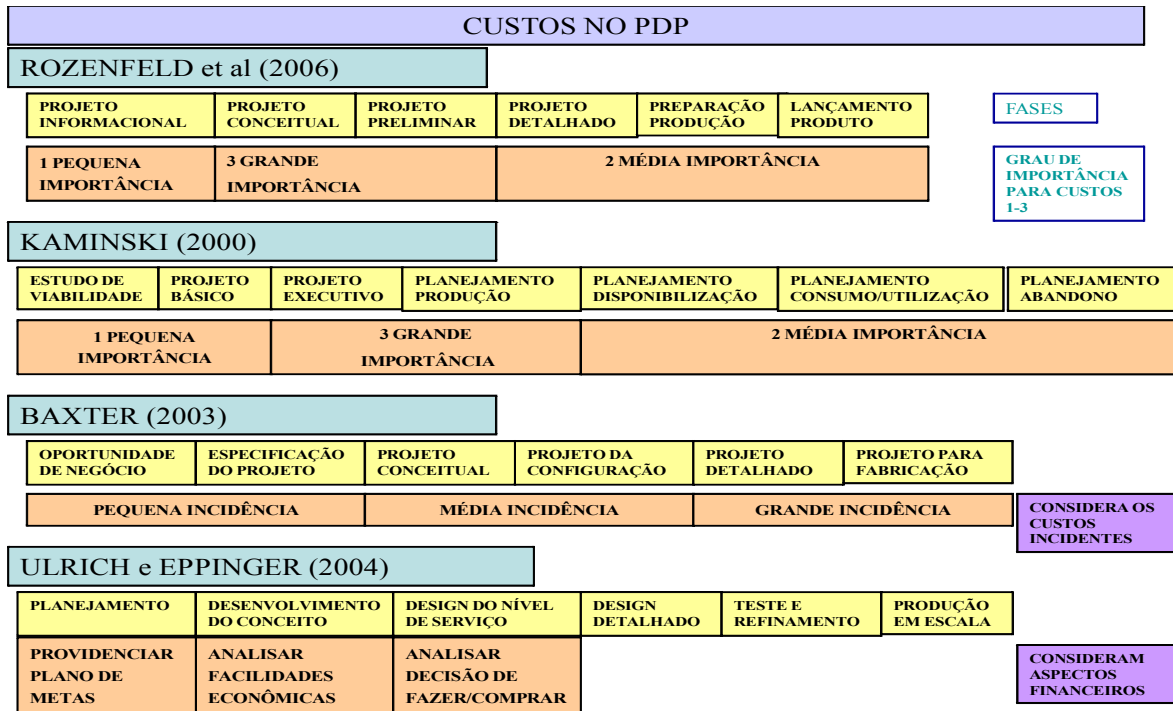 CUSTOS NO PDP
ROZENFELD et al (2006)
PROJETO INFORMACIONAL
PROJETO CONCEITUAL
PROJETO PRELIMINAR
PROJETO DETALHADO
PREPARAÇÃO PRODUÇÃO
LANÇAMENTO PRODUTO
FASES
1 PEQUENA IMPORTÂNCIA
3 GRANDE IMPORTÂNCIA
2 MÉDIA IMPORTÂNCIA
GRAU DE IMPORTÂNCIA PARA CUSTOS 1-3
KAMINSKI (2000)
ESTUDO DE VIABILIDADE
PROJETO BÁSICO
PROJETO EXECUTIVO
PLANEJAMENTO PRODUÇÃO
PLANEJAMENTO DISPONIBILIZAÇÃO
PLANEJAMENTO CONSUMO/UTILIZAÇÃO
PLANEJAMENTO ABANDONO
1 PEQUENA IMPORTÂNCIA
3 GRANDE IMPORTÂNCIA
2 MÉDIA IMPORTÂNCIA
BAXTER (2003)
OPORTUNIDADE DE NEGÓCIO
ESPECIFICAÇÃO DO PROJETO
PROJETO CONCEITUAL
PROJETO DA CONFIGURAÇÃO
PROJETO DETALHADO
PROJETO PARA FABRICAÇÃO
PEQUENA INCIDÊNCIA
MÉDIA INCIDÊNCIA
GRANDE INCIDÊNCIA
CONSIDERA OS CUSTOS INCIDENTES
ULRICH e EPPINGER (2004)
PLANEJAMENTO
DESENVOLVIMENTO DO CONCEITO
DESIGN DO NÍVEL DE SERVIÇO
DESIGN DETALHADO
TESTE E REFINAMENTO
PRODUÇÃO EM ESCALA
PROVIDENCIAR PLANO DE METAS
ANALISAR FACILIDADES ECONÔMICAS
ANALISAR DECISÃO DE FAZER/COMPRAR
CONSIDERAM ASPECTOS FINANCEIROS